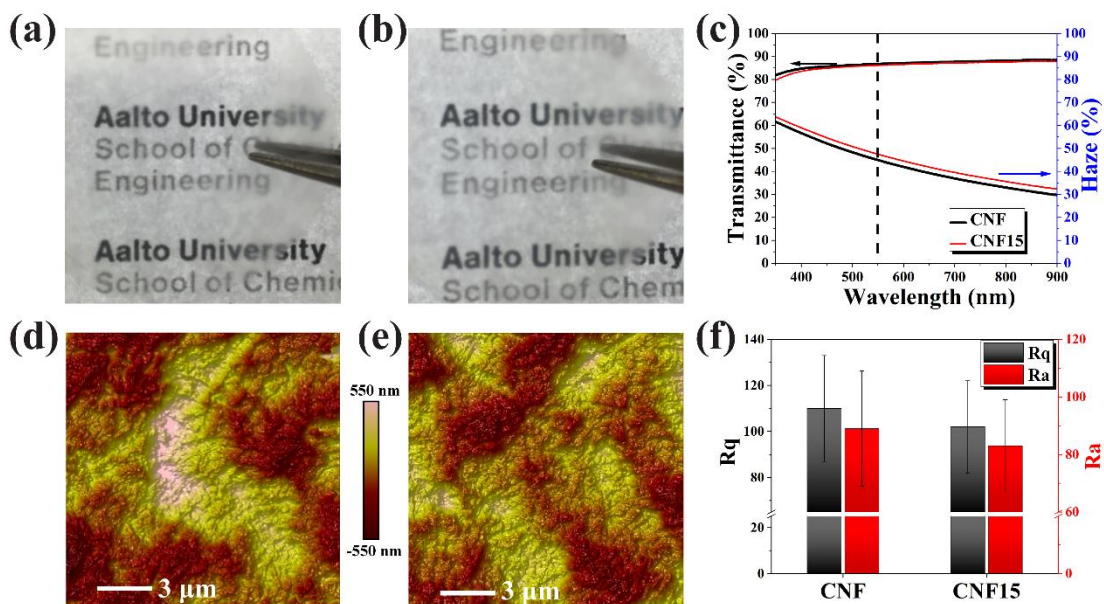 (a)
Engineering
Aalto University
School of C
Engineering
Aalto University
School of Chemi
(b)
Engineering
Aalto University
School of
Engineering
Aalto University
School of Chem
(c)
100
90
80
70
60
50
40
30
20
10
0
Transmittance (%)
100
90
80
70
60
50
40
30
20
10
0
Haze (%)
CNF
CNF15
400 500 600 700 800 900
Wavelength (nm)
(d)
3 µm
550 nm
-550 nm
(e)
3 µm
(f)
140
120
100
80
20
0
Rq
Rq
Ra
120
100
80
60
0
Ra
CNF CNF15